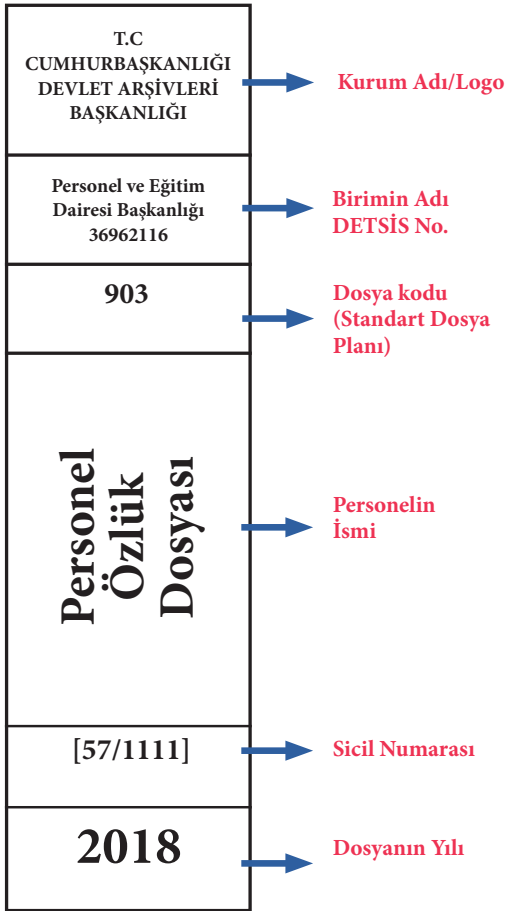 T.C
CUMHURBAŞKANLIĞI
DEVLET ARŞİVLERİ
BAŞKANLIĞI
Kurum Adı/Logo
Personel ve Eğitim
Dairesi Başkanlığı
36962116
Birimin Adı
DETSİS No.
903
Dosya kodu
(Standart Dosya
Planı)
Personel
Özlük
Dosyası
Personelin
İsmi
[57/1111]
Sicil Numarası
2018
Dosyanın Yılı